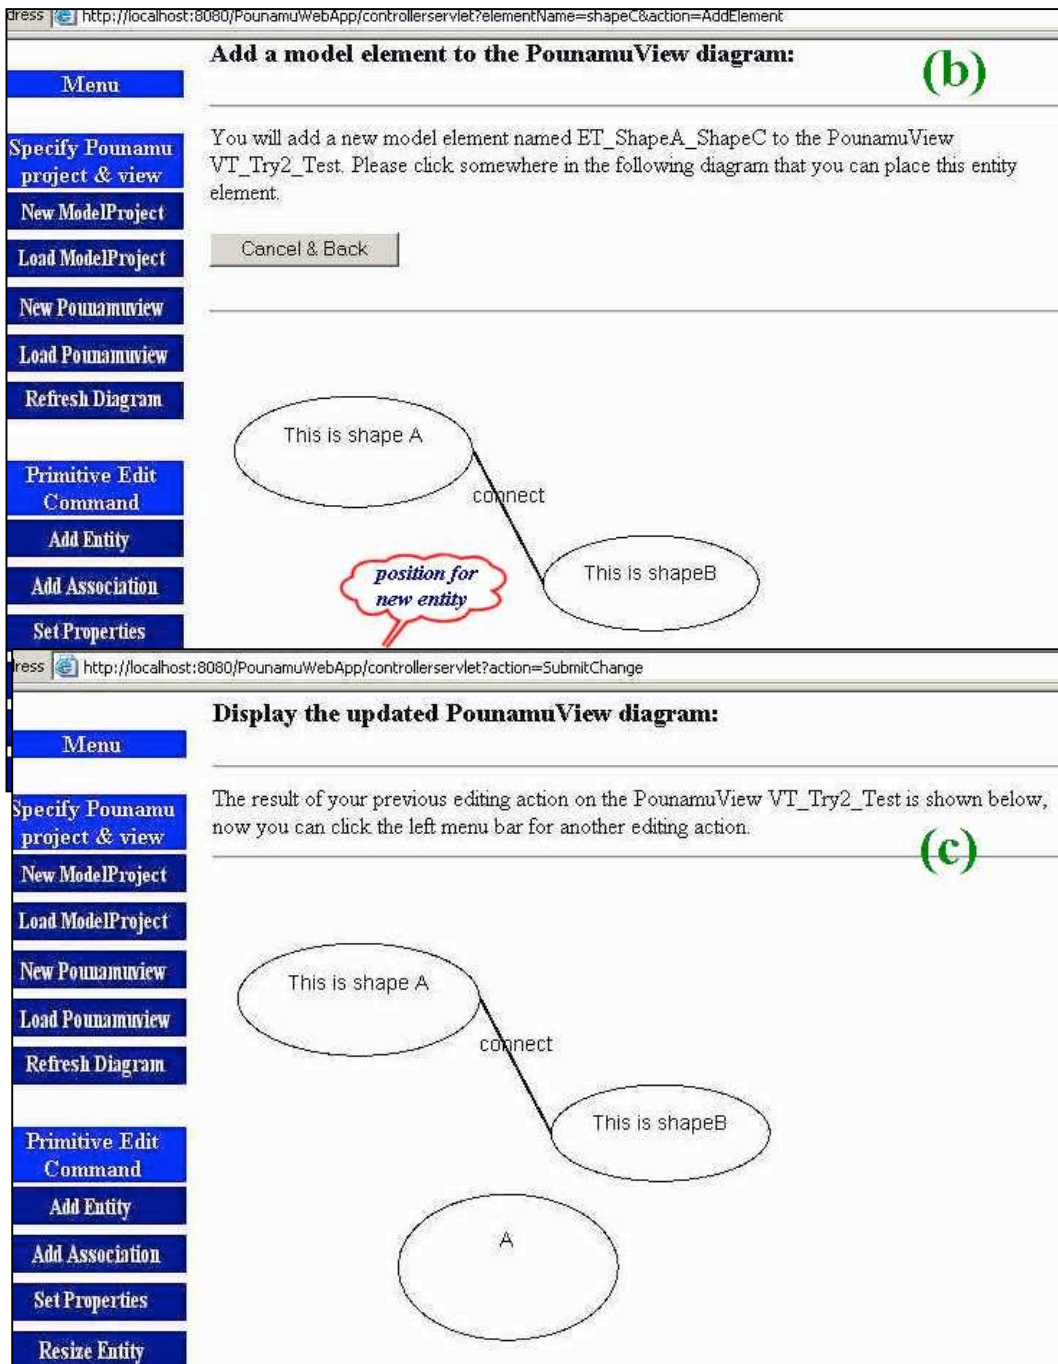 dress http://localhost:8080/PounamuWebApp/controllerservlet?elementName=shapeC&action=AddElement
Add a model element to the PounamuView diagram:
(b)
Menu
You will add a new model element named ET_ShapeA_ShapeC to the PounamuView
VT_Try2_Test. Please click somewhere in the following diagram that you can place this entity
element.
Cancel & Back
Specify Pounamu
project & view
New ModelProject
Load ModelProject
New Pounamuview
Load Pounamuview
Refresh Diagram
Primitive Edit
Command
Add Entity
Add Association
Set Properties
This is shape A
connect
This is shapeB
position for
new entity
ress http://localhost:8080/PounamuWebApp/controllerservlet?action=SubmitChange
Display the updated PounamuView diagram:
Menu
The result of your previous editing action on the PounamuView VT_Try2_Test is shown below,
now you can click the left menu bar for another editing action.
(c)
Specify Pounamu
project & view
New ModelProject
Load ModelProject
New Pounamuview
Load Pounamuview
Refresh Diagram
Primitive Edit
Command
Add Entity
Add Association
Set Properties
Resize Entity
This is shape A
connect
This is shapeB
A